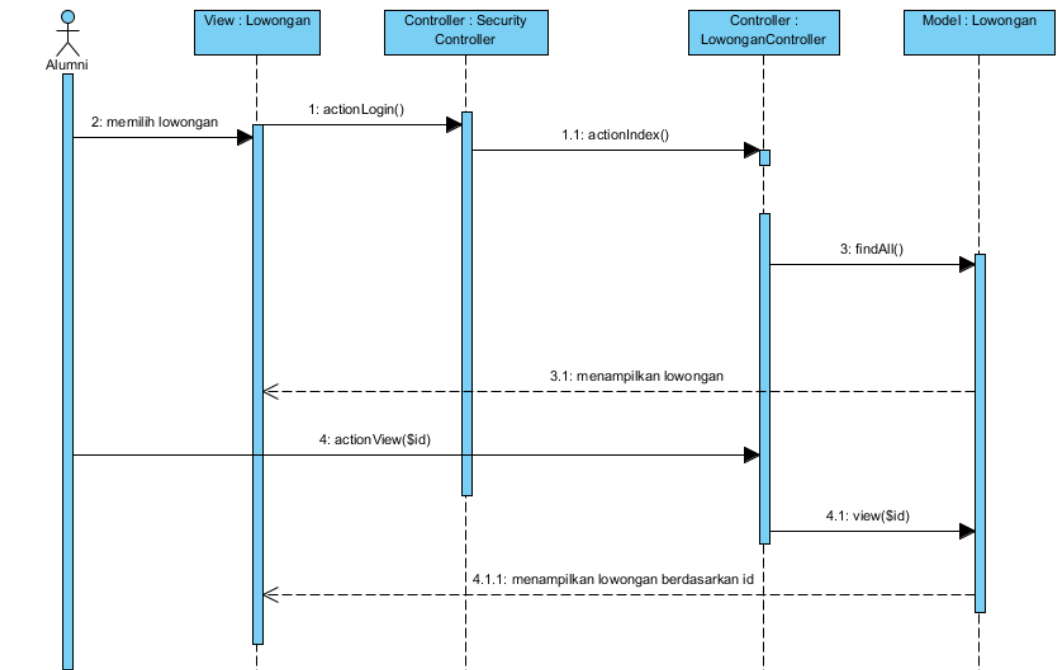 View : Lowongan
Controller : Security
Controller
Controller :
LowonganController
Model : Lowongan
Alumni
1: actionLogin()
2: memilih lowongan
1.1: actionIndex()
3: findAll()
3.1: menampilkan lowongan
4: actionView($id)
4.1: view($id)
4.1.1: menampilkan lowongan berdasarkan id